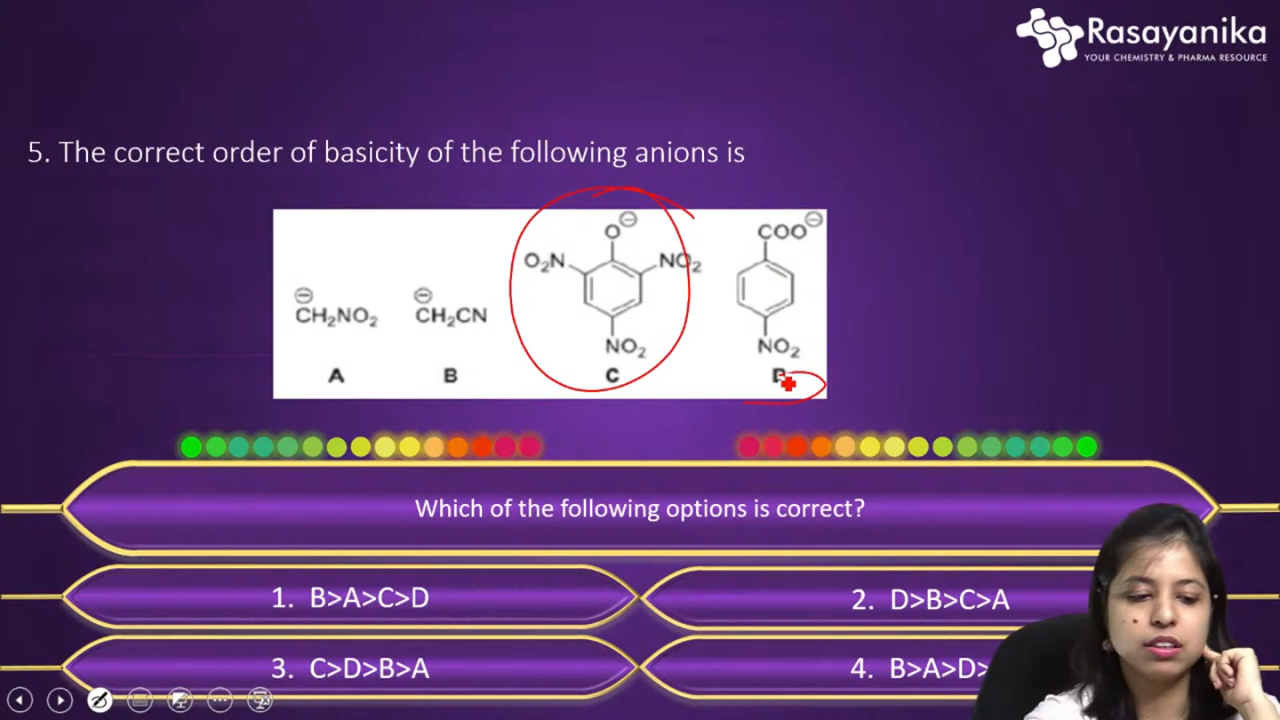 Rasayanika
YOUR CHEMISTRY & PHARMA RESOURCE
5. The correct order of basicity of the following anions is
O⊖
COO⊖
O₂N
NO₂
⊖
⊖
CH₂NO₂
CH₂CN
NO₂
NO₂
A
B
C
Which of the following options is correct?
1. B>A>C>D
2. D>B>C>A
3. C>D>B>A
4. B>A>D>